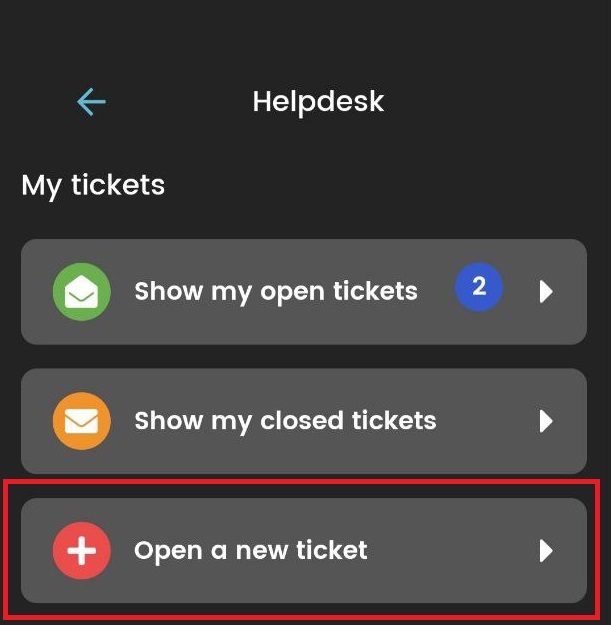 Helpdesk
My tickets
Show my open tickets 2
Show my closed tickets
Open a new ticket